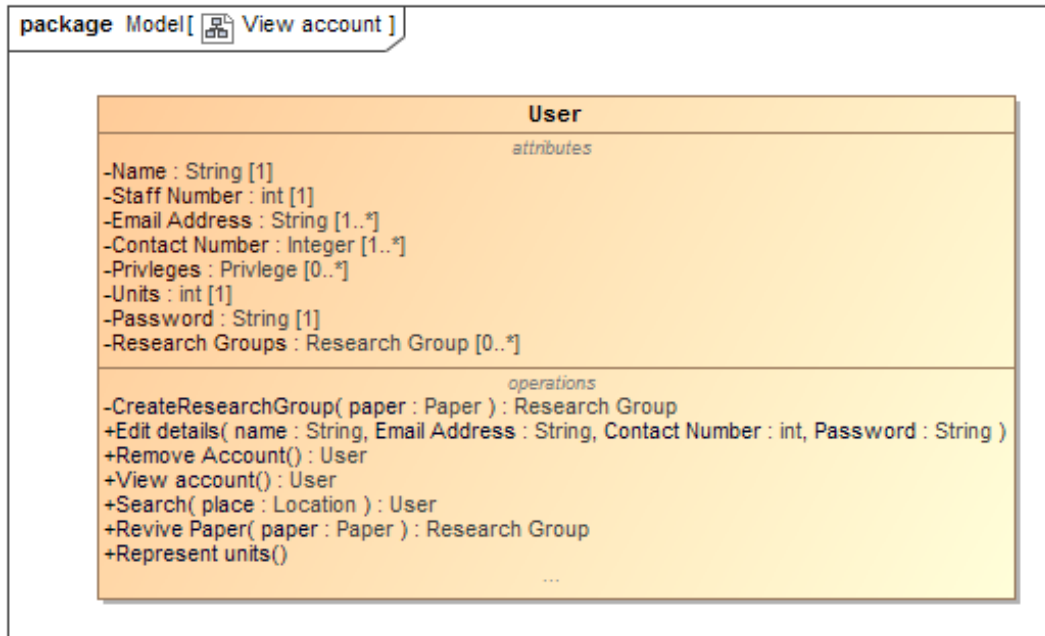 package Model[ View account ]
User
attributes
-Name : String [1]
-Staff Number : int [1]
-Email Address : String [1..*]
-Contact Number : Integer [1..*]
-Privleges : Privlege [0..*]
-Units : int [1]
-Password : String [1]
-Research Groups : Research Group [0..*]
operations
-CreateResearchGroup( paper : Paper ) : Research Group
+Edit details( name : String, Email Address : String, Contact Number : int, Password : String )
+Remove Account() : User
+View account() : User
+Search( place : Location ) : User
+Revive Paper( paper : Paper ) : Research Group
+Represent units()
...